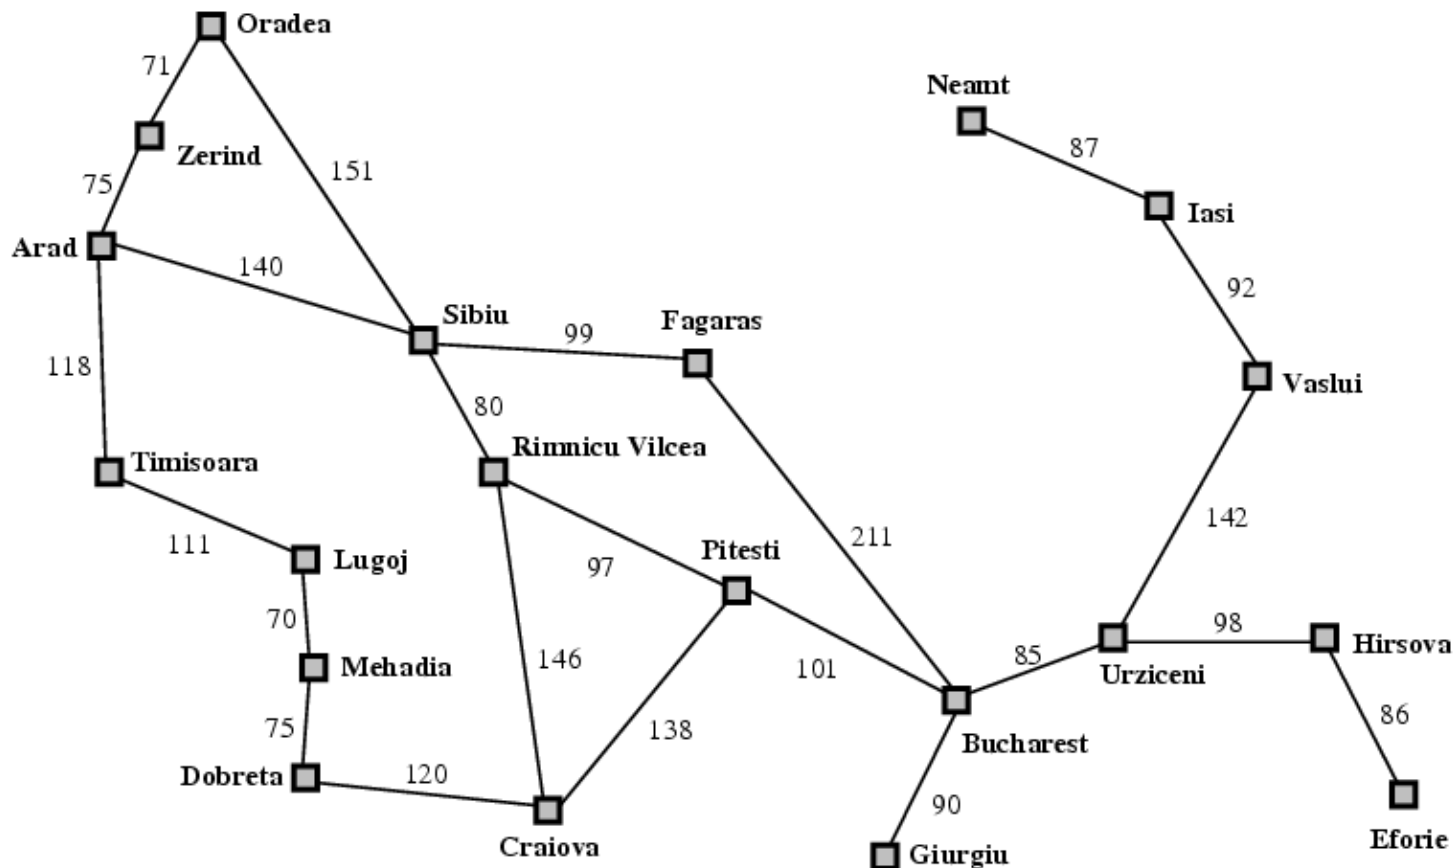 Oradea
71
Neamt
87
Zerind
151
75
Iasi
Arad
140
92
Sibiu
Fagaras
99
118
Vaslui
80
Rimnicu Vilcea
Timisoara
142
211
111
Pitesti
Lugoj
97
70
98
Hirsova
146
85
Mehadia
101
Urziceni
86
75
138
Bucharest
Dobreta
120
90
Craiova
Giurgiu
Eforie